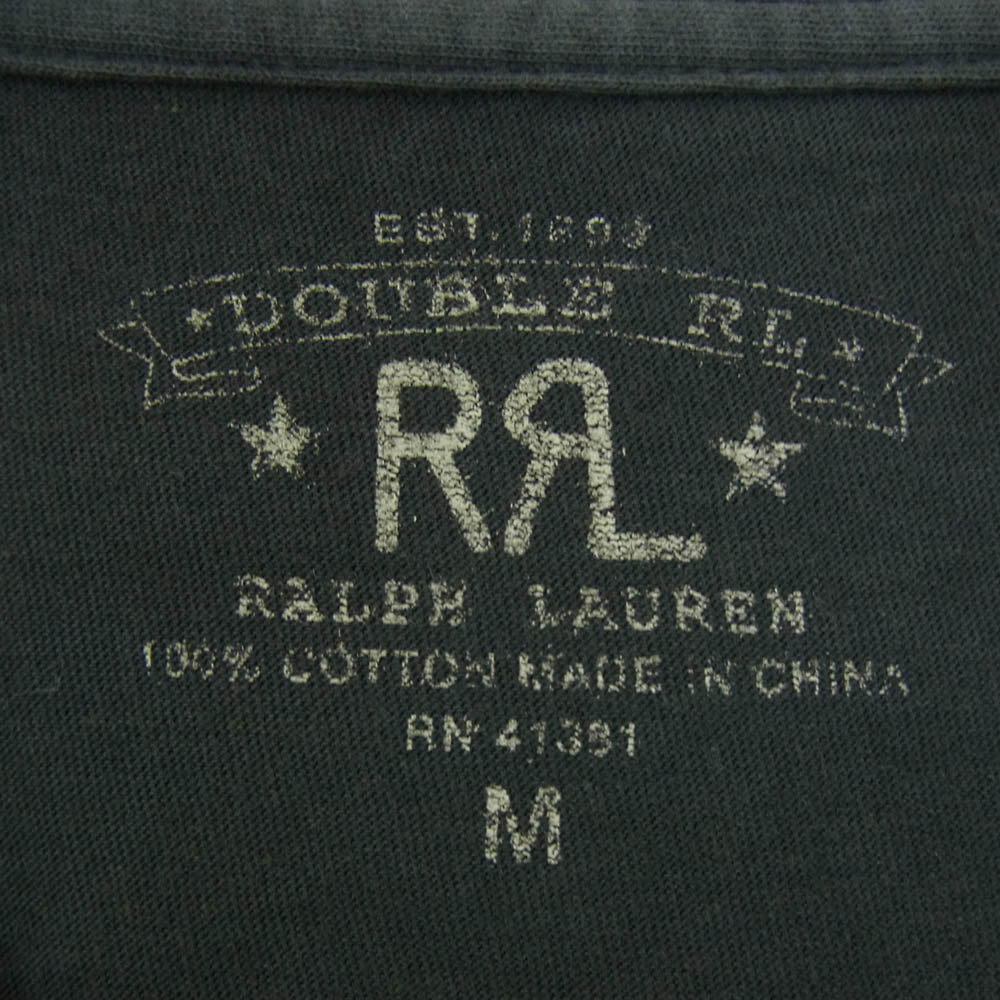 EST. 1993
DOUBLE RL
RRL
RALPH LAUREN
100% COTTON MADE IN CHINA
RN 41381
M